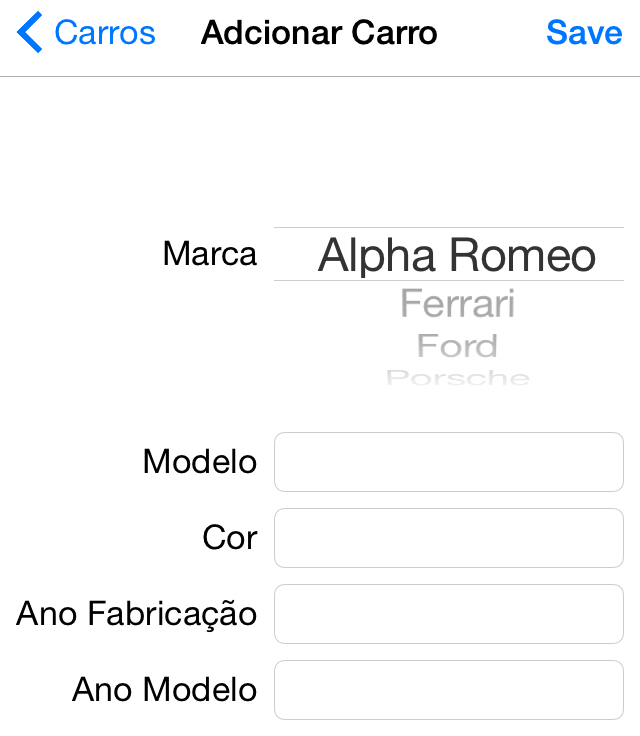 Carros Adcionar Carro Save
Marca Alpha Romeo
Ferrari
Ford
Porsche
Modelo
Cor
Ano Fabricação
Ano Modelo